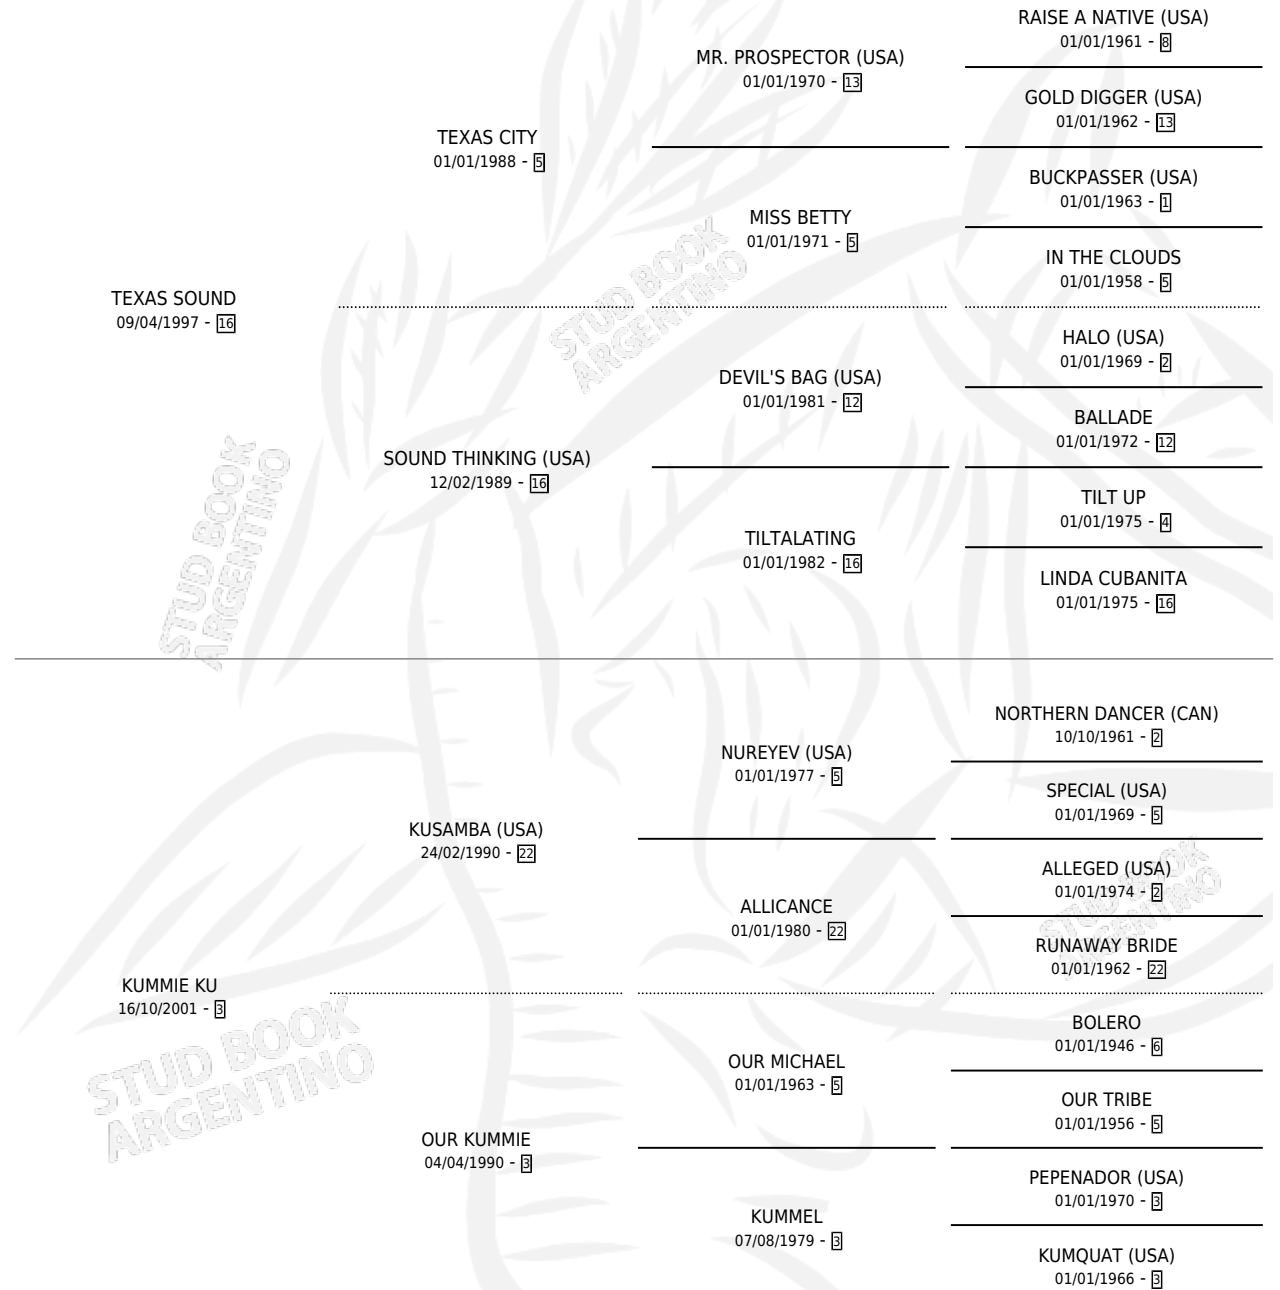 RAISE A NATIVE (USA)
01/01/1961 - 8
MR. PROSPECTOR (USA)
01/01/1970 - 13
GOLD DIGGER (USA)
01/01/1962 - 13
TEXAS CITY
01/01/1988 - 5
BUCKPASSER (USA)
01/01/1963 - 1
MISS BETTY
01/01/1971 - 5
IN THE CLOUDS
01/01/1958 - 5
TEXAS SOUND
09/04/1997 - 16
HALO (USA)
01/01/1969 - 2
DEVIL'S BAG (USA)
01/01/1981 - 12
BALLADE
01/01/1972 - 12
SOUND THINKING (USA)
12/02/1989 - 16
TILT UP
01/01/1975 - 4
TILTALATING
01/01/1982 - 16
LINDA CUBANITA
01/01/1975 - 16
NORTHERN DANCER (CAN)
10/10/1961 - 2
NUREYEV (USA)
01/01/1977 - 5
SPECIAL (USA)
01/01/1969 - 5
KUSAMBA (USA)
24/02/1990 - 22
ALLEGED (USA)
01/01/1974 - 2
ALLICANCE
01/01/1980 - 22
RUNAWAY BRIDE
01/01/1962 - 22
KUMMIE KU
16/10/2001 - 3
BOLERO
01/01/1946 - 6
OUR MICHAEL
01/01/1963 - 5
OUR TRIBE
01/01/1956 - 5
OUR KUMMIE
04/04/1990 - 3
PEPENADOR (USA)
01/01/1970 - 3
KUMMEL
07/08/1979 - 3
KUMQUAT (USA)
01/01/1966 - 3
STUD BOOK
ARGENTINO
STUD BOOK
ARGENTINO
STUD BOOK
ARGENTINO
STUD BOOK
ARGENTINO